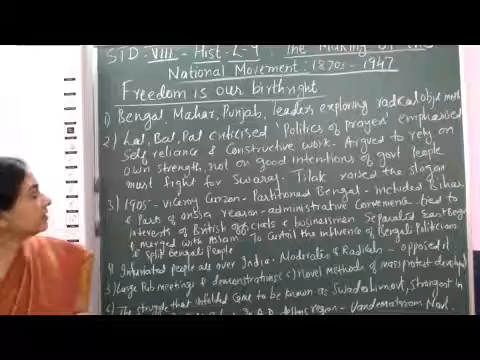 STD: VIII - Hist. L-9 : The Making of the
National Movement: 1870s - 1947
Freedom is our birthright
1) Bengal, Mahar, Punjab, leaders exploring radical obj &
2) Lal, Bal, Pal criticised Politics of prayers emphasised
self reliance & Constructive work. Argued to rely on
own strength, not on good intentions of govt people
must fight for Swaraj. Tilak raised the slogan
3) 1905 - viceroy Curzon - Partitioned Bengal - included Bihar
& Parts of Orissa reason - administrative Convenience tied to
interests of British officials & businessmen Separated East Bengal
& merged with Assam. To Curtail the influence of Bengali Politicians
& Split Bengali People
4) Infuriated people all over India. Moderates & Radicals - opposed it
Large Pub meetings & demonstrations Novel methods of mass protest developed
The struggle that unfolded came to be known as Swadeshi movt, strongest in
Vandematram Mov.